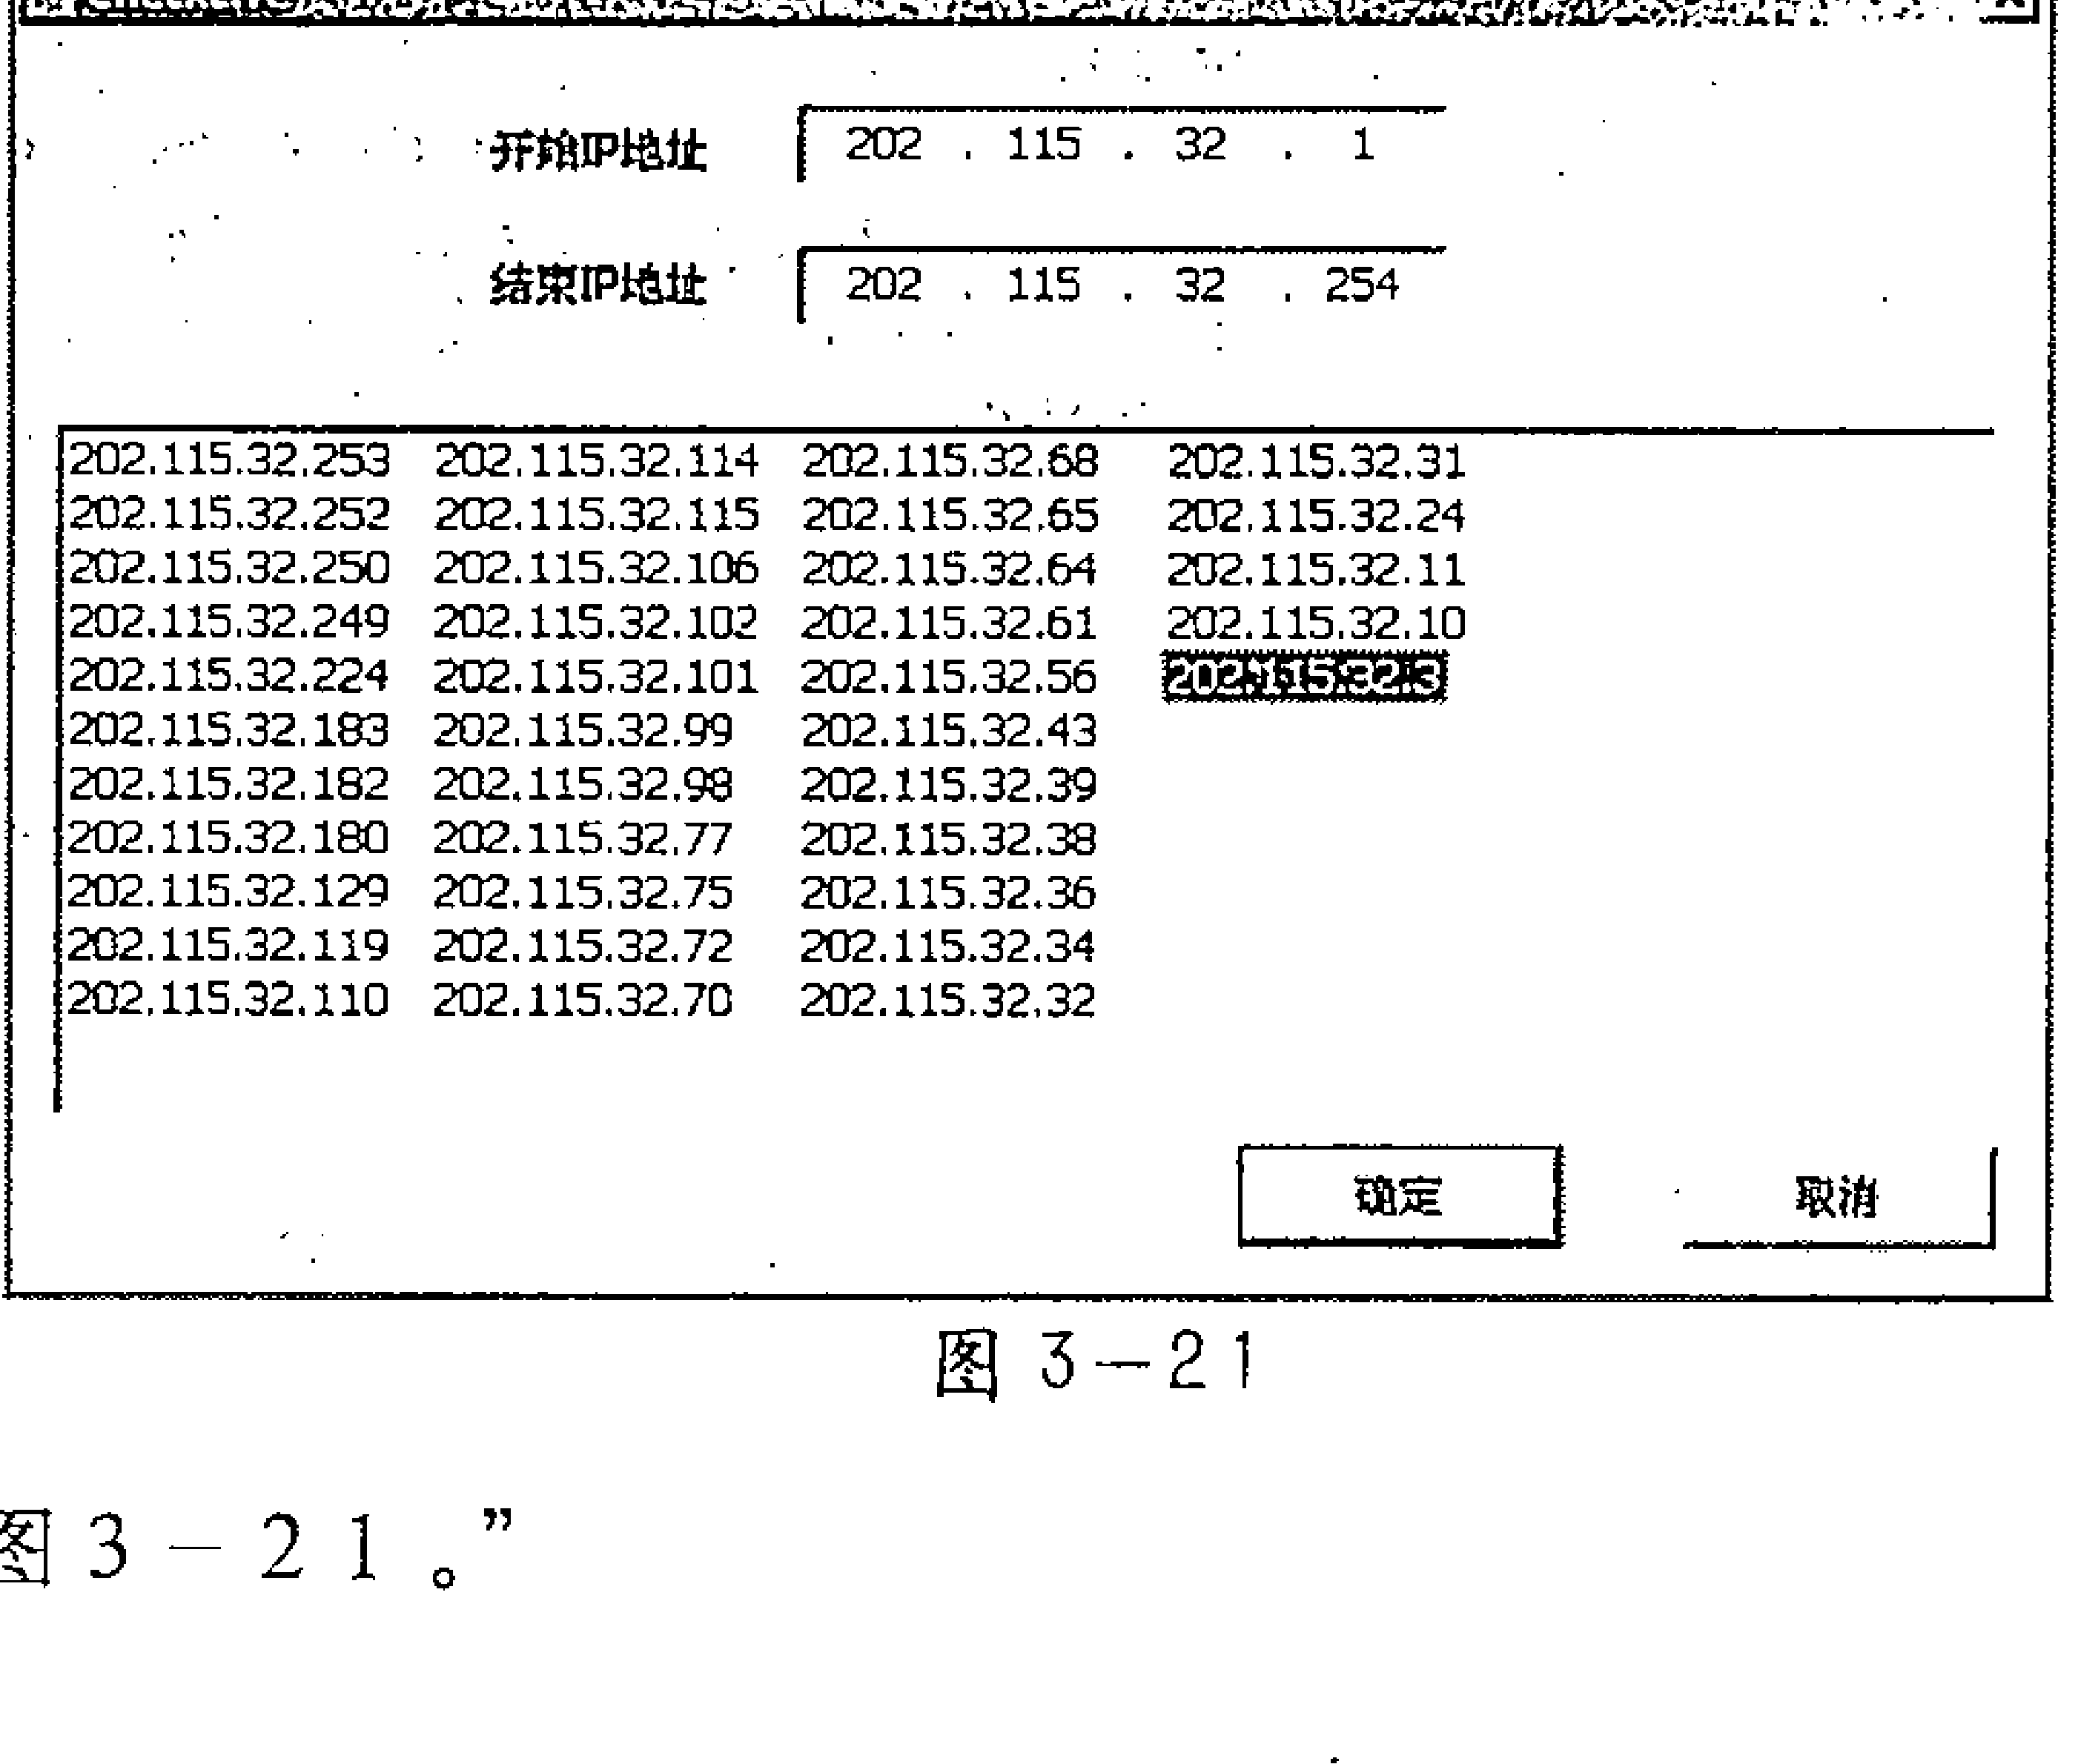 开始IP地址 202 . 115 . 32 . 1
结束IP地址 202 . 115 . 32 . 254
202.115.32.253 202.115.32.114 202.115.32.68 202.115.32.31
202.115.32.252 202.115.32.115 202.115.32.65 202.115.32.24
202.115.32.250 202.115.32.106 202.115.32.64 202.115.32.11
202.115.32.249 202.115.32.102 202.115.32.61 202.115.32.10
202.115.32.224 202.115.32.101 202.115.32.56 202.115.32.3
202.115.32.183 202.115.32.99 202.115.32.43
202.115.32.182 202.115.32.98 202.115.32.39
202.115.32.180 202.115.32.77 202.115.32.38
202.115.32.129 202.115.32.75 202.115.32.36
202.115.32.119 202.115.32.72 202.115.32.34
202.115.32.110 202.115.32.70 202.115.32.32
确定 取消
图 3－21
图3－21。”